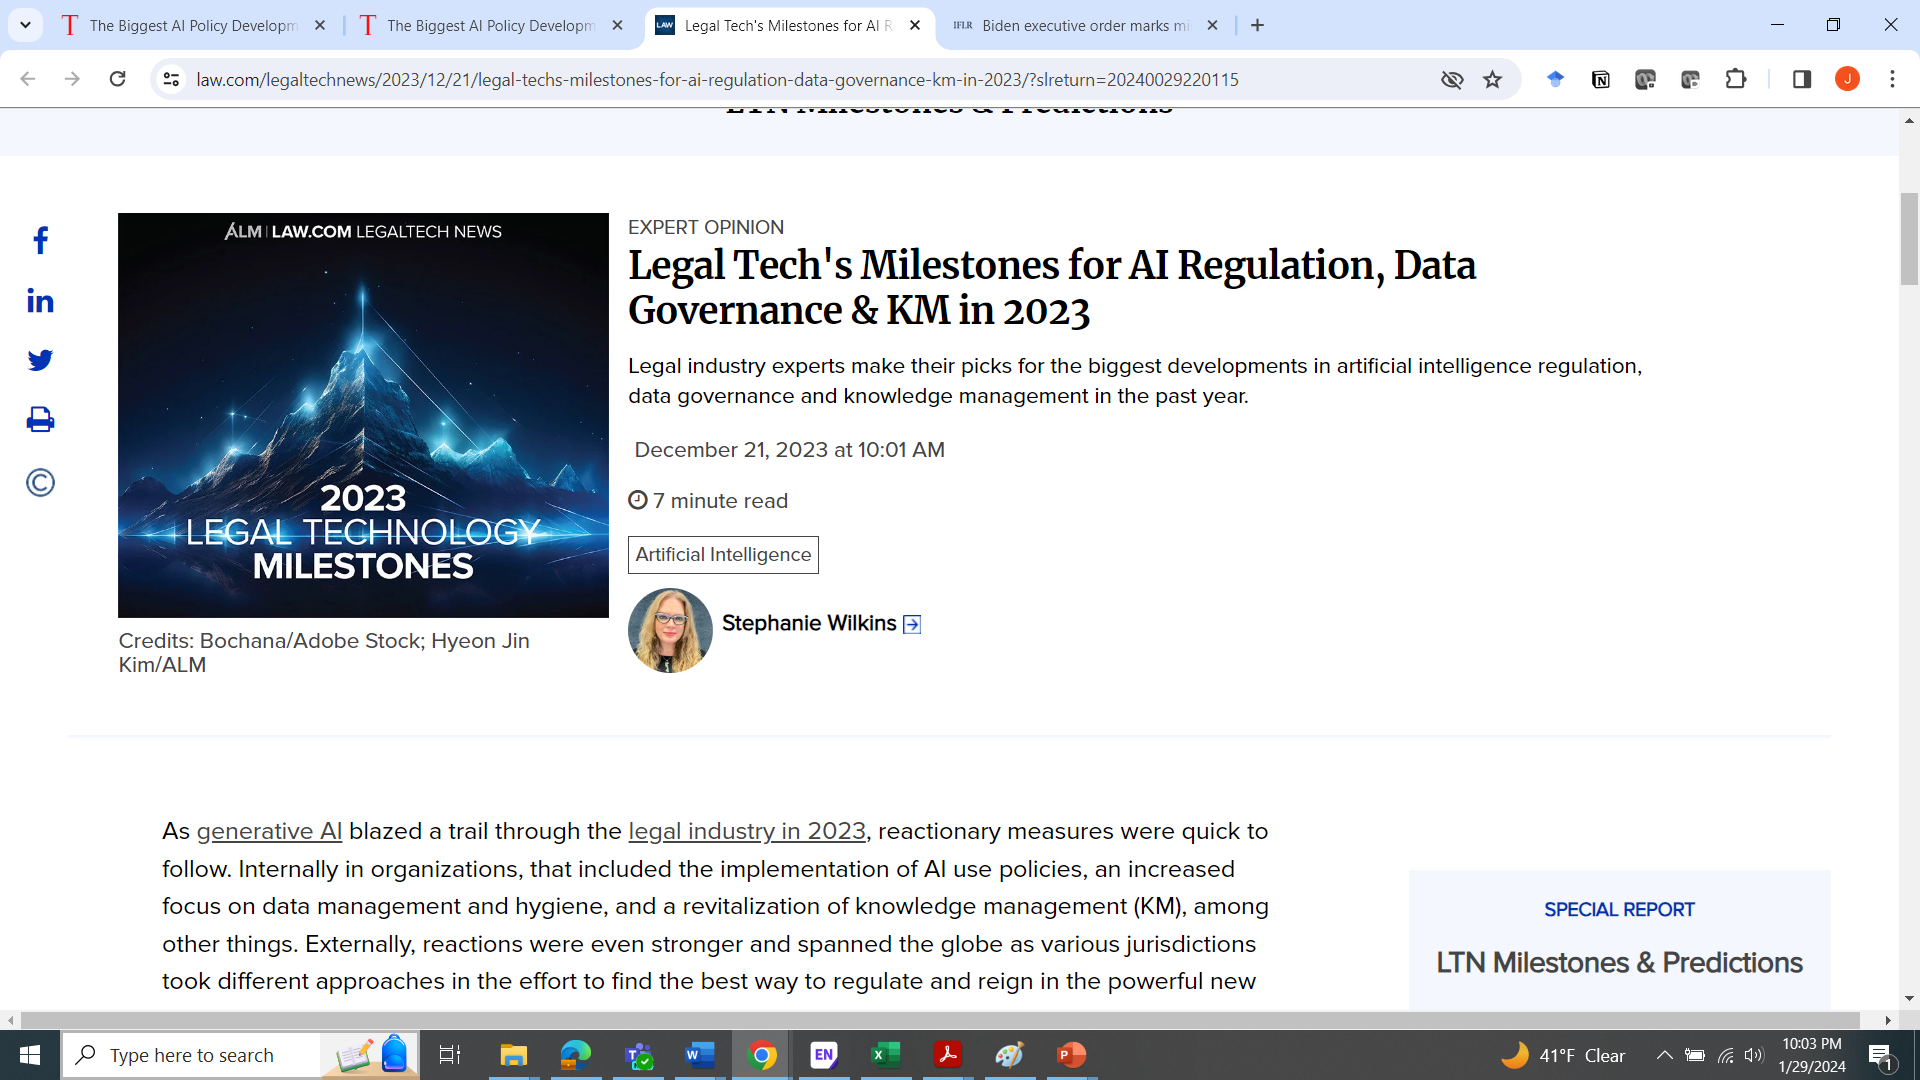 T The Biggest AI Policy Developm
T The Biggest AI Policy Developm
LAW Legal Tech's Milestones for AI R
IFLR Biden executive order marks mi
law.com/legaltechnews/2023/12/21/legal-techs-milestones-for-ai-regulation-data-governance-km-in-2023/?slreturn=20240029220115
J
LTN Milestones & Predictions
ALM | LAW.COM LEGALTECH NEWS
2023
LEGAL TECHNOLOGY
MILESTONES
Credits: Bochana/Adobe Stock; Hyeon Jin
Kim/ALM
EXPERT OPINION
Legal Tech's Milestones for AI Regulation, Data
Governance & KM in 2023
Legal industry experts make their picks for the biggest developments in artificial intelligence regulation,
data governance and knowledge management in the past year.
December 21, 2023 at 10:01 AM
7 minute read
Artificial Intelligence
Stephanie Wilkins
As generative AI blazed a trail through the legal industry in 2023, reactionary measures were quick to
follow. Internally in organizations, that included the implementation of AI use policies, an increased
focus on data management and hygiene, and a revitalization of knowledge management (KM), among
other things. Externally, reactions were even stronger and spanned the globe as various jurisdictions
took different approaches in the effort to find the best way to regulate and reign in the powerful new
SPECIAL REPORT
LTN Milestones & Predictions
Type here to search
EN
41°F Clear
10:03 PM
1/29/2024
1